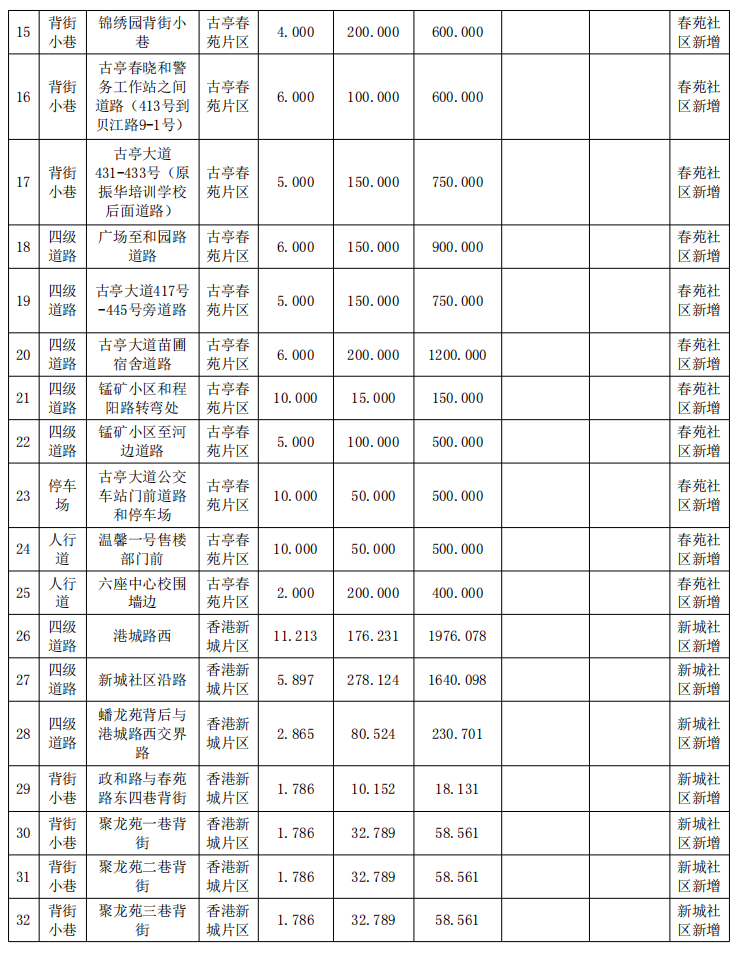 15 背街小巷 锦绣园背街小巷 古亭春苑片区 4.000 200.000 600.000 春苑社区新增
16 背街小巷 古亭春晓和警务工作站之间道路（413号到贝江路9-1号） 古亭春苑片区 6.000 100.000 600.000 春苑社区新增
17 背街小巷 古亭大道431-433号（原振华培训学校后面道路） 古亭春苑片区 5.000 150.000 750.000 春苑社区新增
18 四级道路 广场至和园路道路 古亭春苑片区 6.000 150.000 900.000 春苑社区新增
19 四级道路 古亭大道417号-445号旁道路 古亭春苑片区 5.000 150.000 750.000 春苑社区新增
20 四级道路 古亭大道苗圃宿舍道路 古亭春苑片区 6.000 200.000 1200.000 春苑社区新增
21 四级道路 锰矿小区和程阳路转弯处 古亭春苑片区 10.000 15.000 150.000 春苑社区新增
22 四级道路 锰矿小区至河边道路 古亭春苑片区 5.000 100.000 500.000 春苑社区新增
23 停车场 古亭大道公交车站门前道路和停车场 古亭春苑片区 10.000 50.000 500.000 春苑社区新增
24 人行道 温馨一号售楼部门前 古亭春苑片区 10.000 50.000 500.000 春苑社区新增
25 人行道 六座中心校围墙边 古亭春苑片区 2.000 200.000 400.000 春苑社区新增
26 四级道路 港城路西 香港新城片区 11.213 176.231 1976.078 新城社区新增
27 四级道路 新城社区沿路 香港新城片区 5.897 278.124 1640.098 新城社区新增
28 四级道路 蟠龙苑背后与港城路西交界路 香港新城片区 2.865 80.524 230.701 新城社区新增
29 背街小巷 政和路与春苑路东四巷背街 香港新城片区 1.786 10.152 18.131 新城社区新增
30 背街小巷 聚龙苑一巷背街 香港新城片区 1.786 32.789 58.561 新城社区新增
31 背街小巷 聚龙苑二巷背街 香港新城片区 1.786 32.789 58.561 新城社区新增
32 背街小巷 聚龙苑三巷背街 香港新城片区 1.786 32.789 58.561 新城社区新增